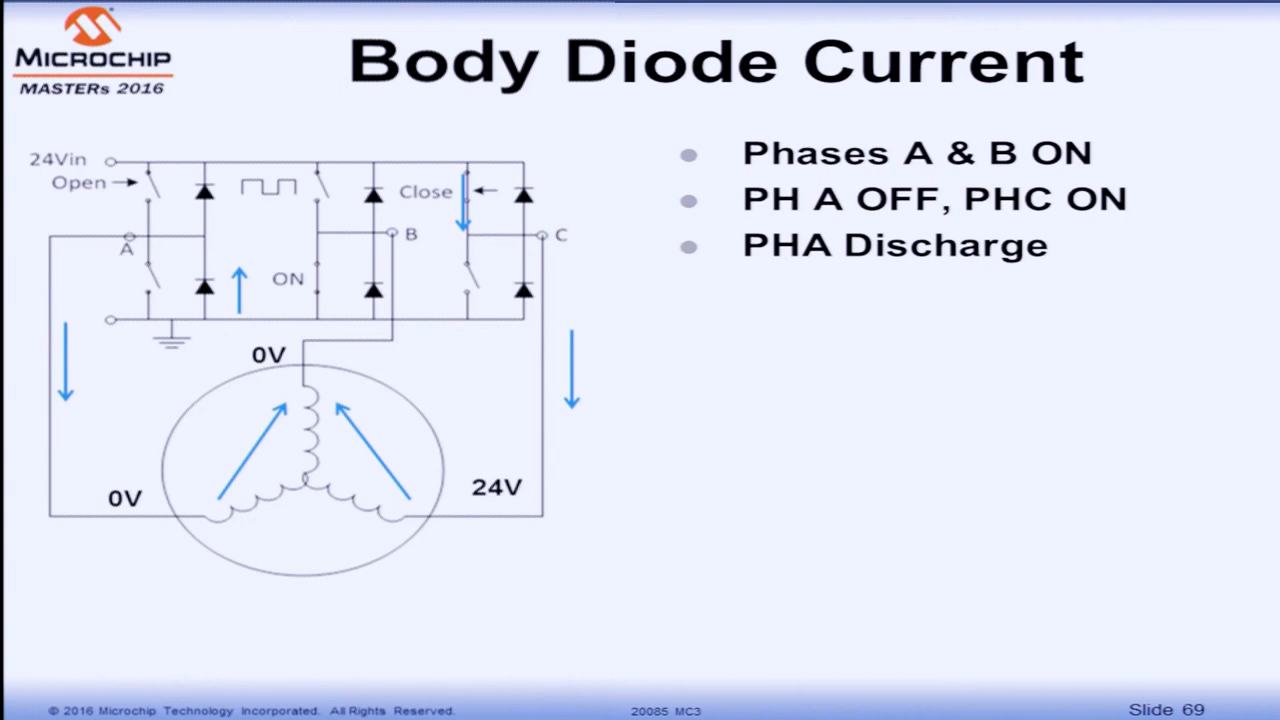 MICROCHIP
MASTERs 2016
Body Diode Current
Phases A & B ON
PH A OFF, PHC ON
PHA Discharge
24Vin
Open
Close
A
B
C
ON
0V
0V
24V
© 2016 Microchip Technology Incorporated. All Rights Reserved.
20085 MC3
Slide 69